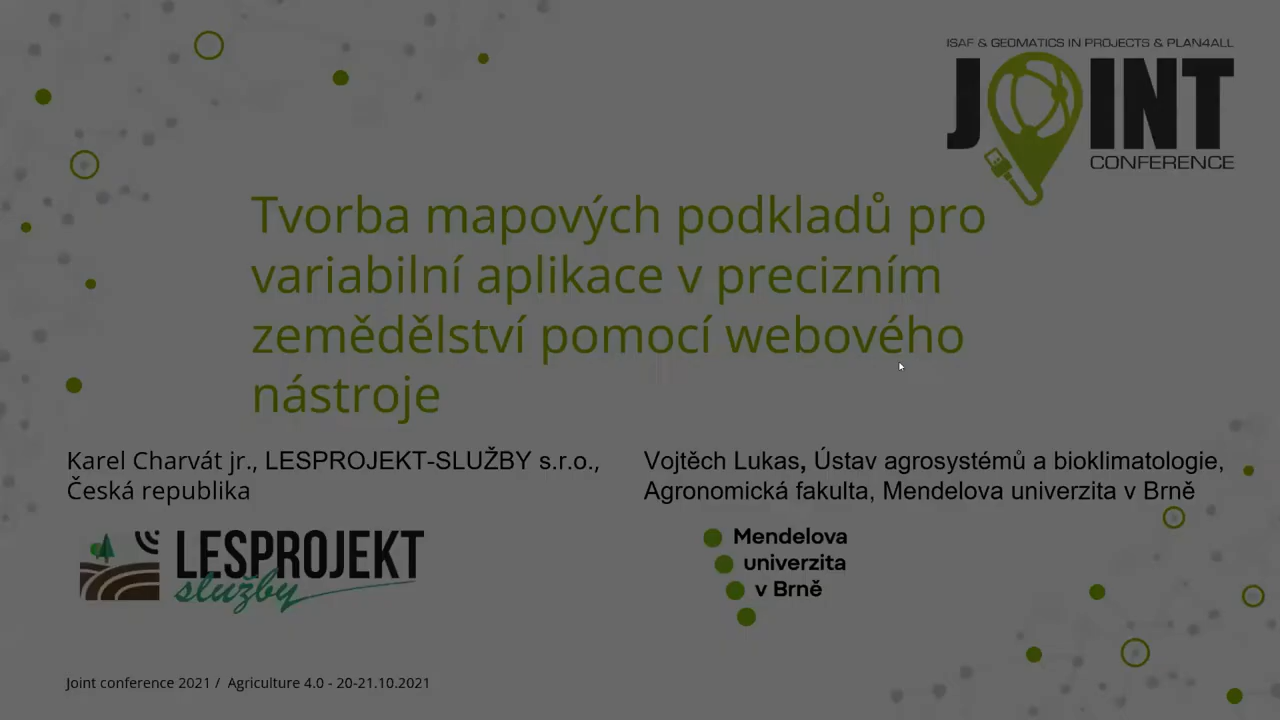 ISAF & GEOMATICS IN PROJECTS & PLAN4ALL
JOINT
CONFERENCE
Tvorba mapových podkladů pro
variabilní aplikace v precizním
zemědělství pomocí webového
nástroje
Karel Charvát jr., LESPROJEKT-SLUŽBY s.r.o.,
Česká republika
Vojtěch Lukas, Ústav agrosystémů a bioklimatologie,
Agronomická fakulta, Mendelova univerzita v Brně
LESPROJEKT
služby
Mendelova
univerzita
v Brně
Joint conference 2021 / Agriculture 4.0 - 20-21.10.2021